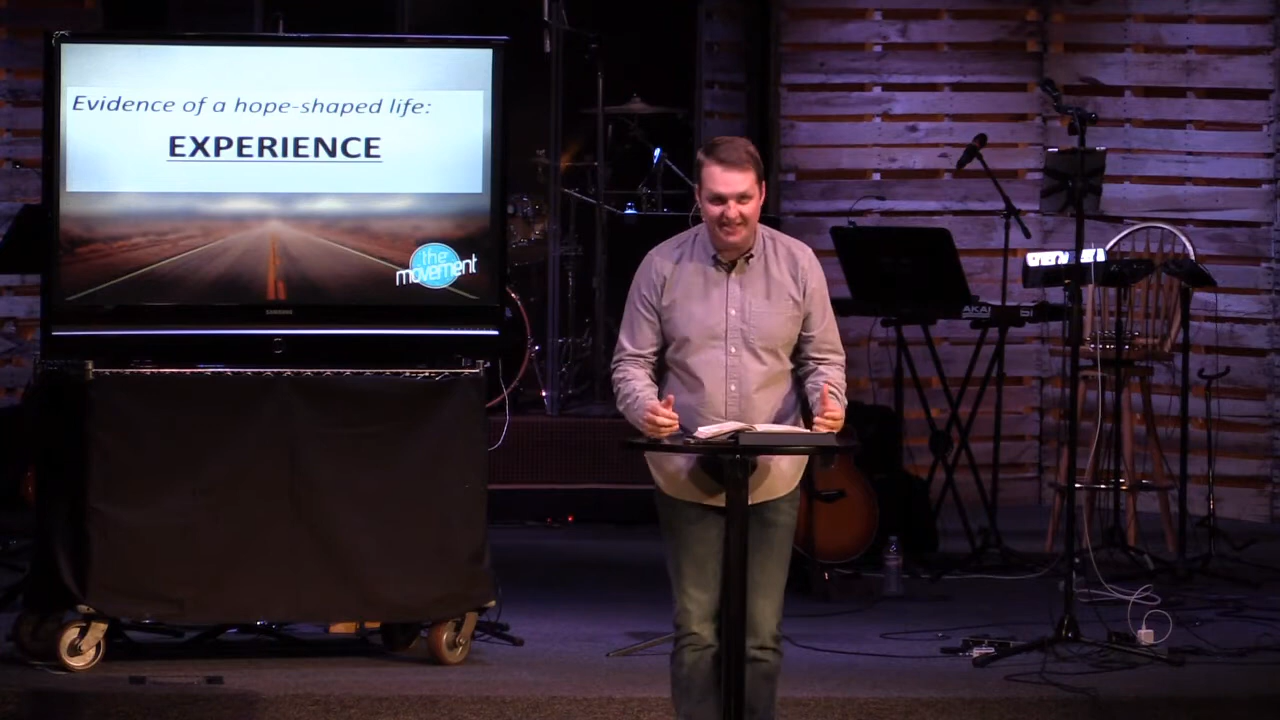 Evidence of a hope-shaped life:
EXPERIENCE
the
movement
SAMSUNG
AKAI